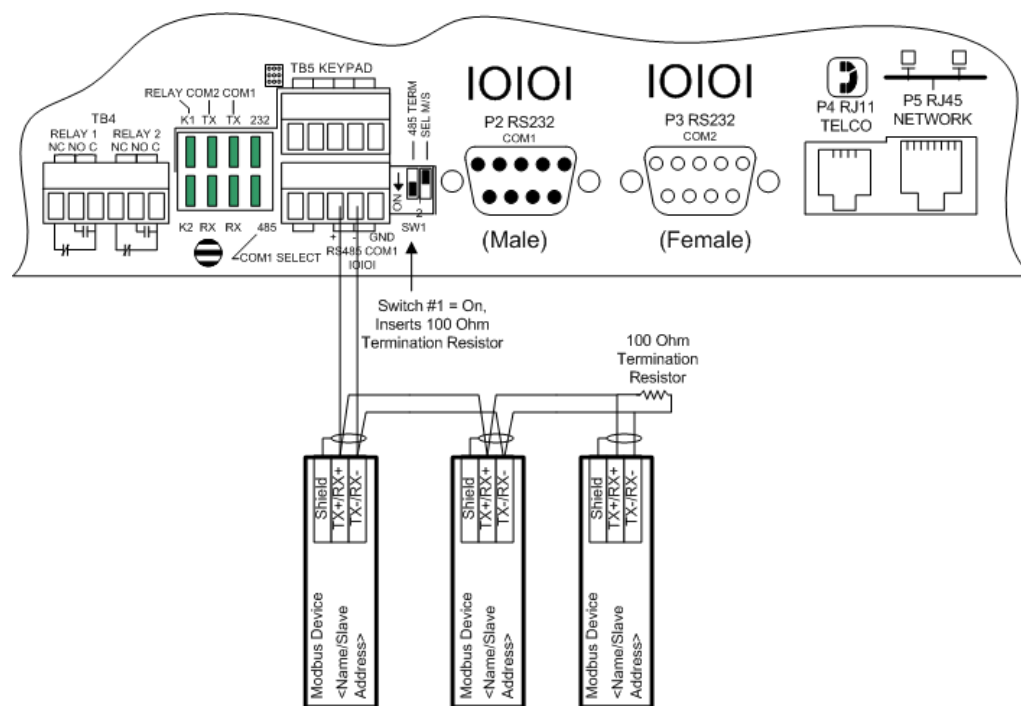 TB5 KEYPAD
RELAY COM2 COM1
K1 TX TX 232
TB4
RELAY 1 RELAY 2
NC NO C NC NO C
K2 RX RX 485
COM1 SELECT
+ - GND
RS485 COM1
IOIOI
485 TERM
SEL M/S
ON
2
SW1
IOIOI
P2 RS232
COM1
(Male)
IOIOI
P3 RS232
COM2
(Female)
P4 RJ11
TELCO
P5 RJ45
NETWORK
Switch #1 = On,
Inserts 100 Ohm
Termination Resistor
100 Ohm
Termination
Resistor
Shield
TX+/RX+
TX-/RX-
Modbus Device
<Name/Slave
Address>
Shield
TX+/RX+
TX-/RX-
Modbus Device
<Name/Slave
Address>
Shield
TX+/RX+
TX-/RX-
Modbus Device
<Name/Slave
Address>